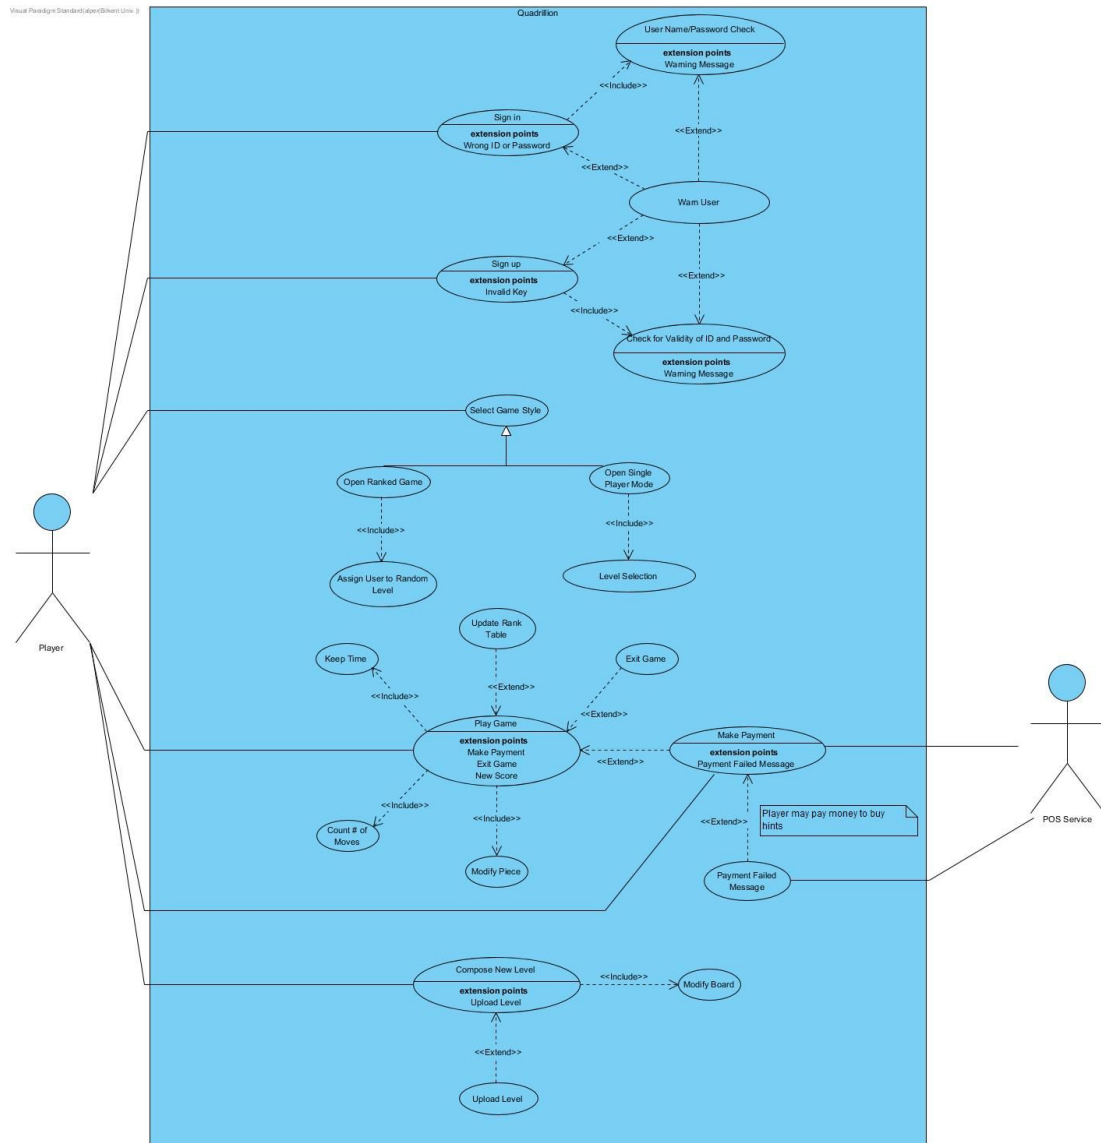 Visual Paradigm Standard(alper(Bilkent Univ. ))
Quadrillion
User Name/Password Check
extension points
Warning Message
<<Include>>
Sign in
extension points
Wrong ID or Password
<<Extend>>
<<Extend>>
Warn User
<<Extend>>
Sign up
extension points
Invalid Key
<<Extend>>
<<Include>>
Check for Validity of ID and Password
extension points
Warning Message
Select Game Style
Open Ranked Game
Open Single
Player Mode
<<Include>>
<<Include>>
Assign User to Random
Level
Level Selection
Player
Update Rank
Table
Keep Time
Exit Game
<<Include>>
<<Extend>>
<<Extend>>
Play Game
extension points
Make Payment
Exit Game
New Score
<<Extend>>
Make Payment
extension points
Payment Failed Message
<<Include>>
<<Include>>
Count # of
Moves
Modify Piece
<<Extend>>
Player may pay money to buy
hints
POS Service
Payment Failed
Message
Compose New Level
extension points
Upload Level
<<Include>>
Modify Board
<<Extend>>
Upload Level